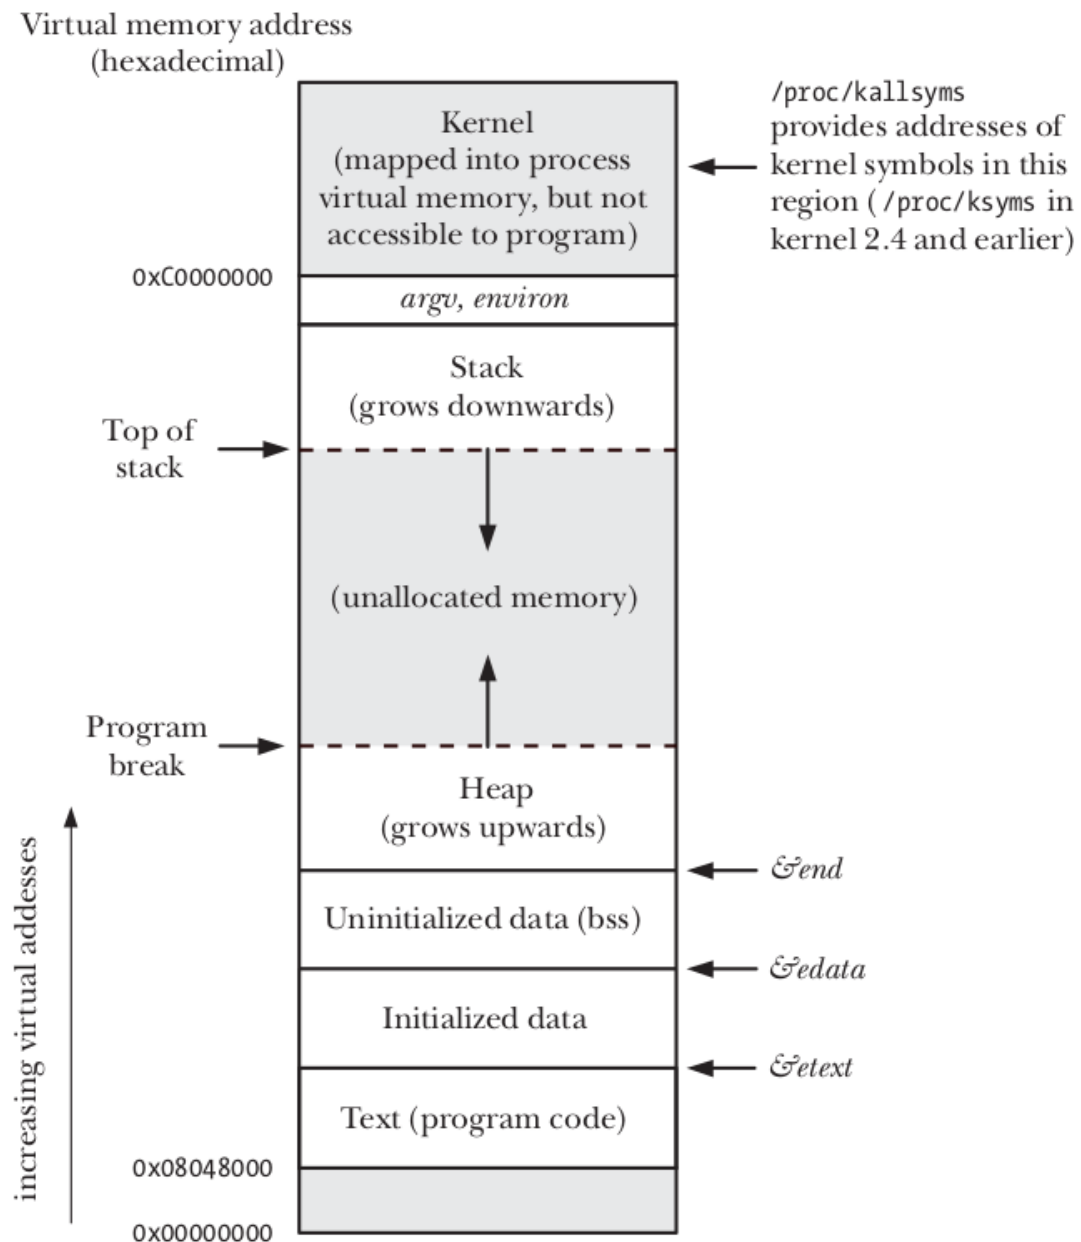 Virtual memory address
(hexadecimal)
/proc/kallsyms
provides addresses of
kernel symbols in this
region ( /proc/ksyms in
kernel 2.4 and earlier)
Kernel
(mapped into process
virtual memory, but not
accessible to program)
0xC0000000
argv, environ
Stack
(grows downwards)
Top of
stack
(unallocated memory)
Program
break
Heap
(grows upwards)
&end
Uninitialized data (bss)
&edata
Initialized data
&etext
Text (program code)
0x08048000
0x00000000
increasing virtual addesses